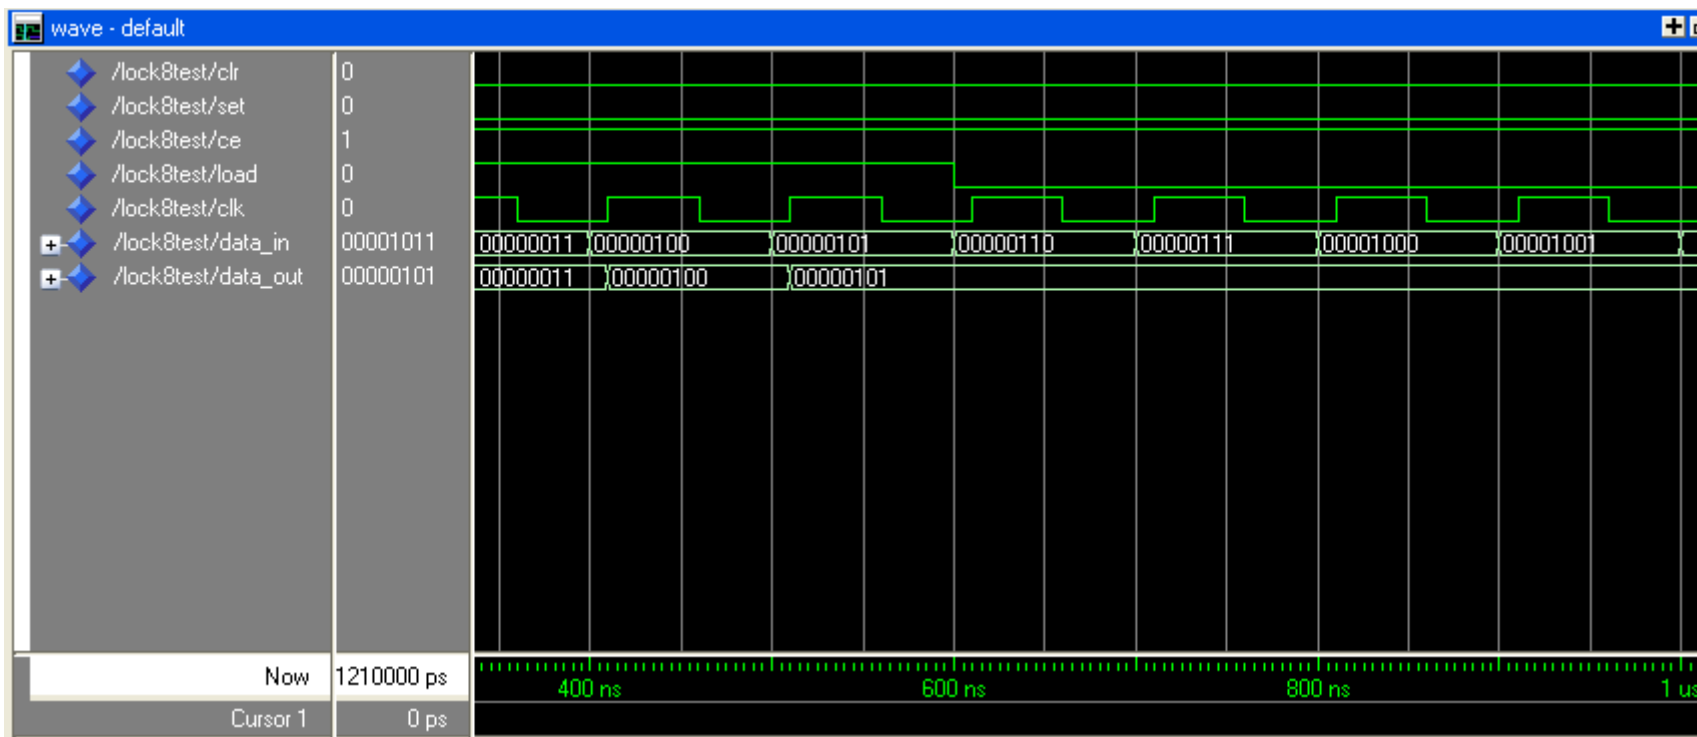 wave - default
/lock8test/clr 0
/lock8test/set 0
/lock8test/ce 1
/lock8test/load 0
/lock8test/clk 0
/lock8test/data_in 00001011 00000011 00000100 00000101 00000110 00000111 00001000 00001001
/lock8test/data_out 00000101 00000011 00000100 00000101
Now 1210000 ps
400 ns 600 ns 800 ns 1 us
Cursor 1 0 ps